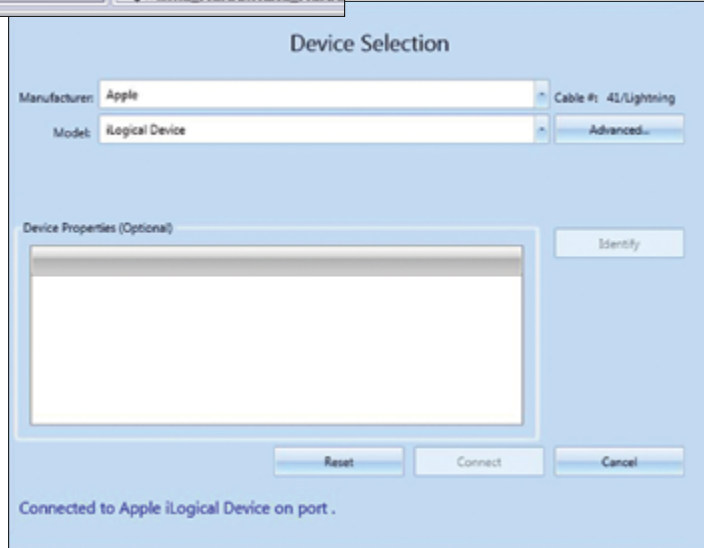 Device Selection
Manufacturer: Apple Cable #: 41/Lightning
Model: iLogical Device Advanced...
Device Properties (Optional)
Identify
Reset Connect Cancel
Connected to Apple iLogical Device on port .